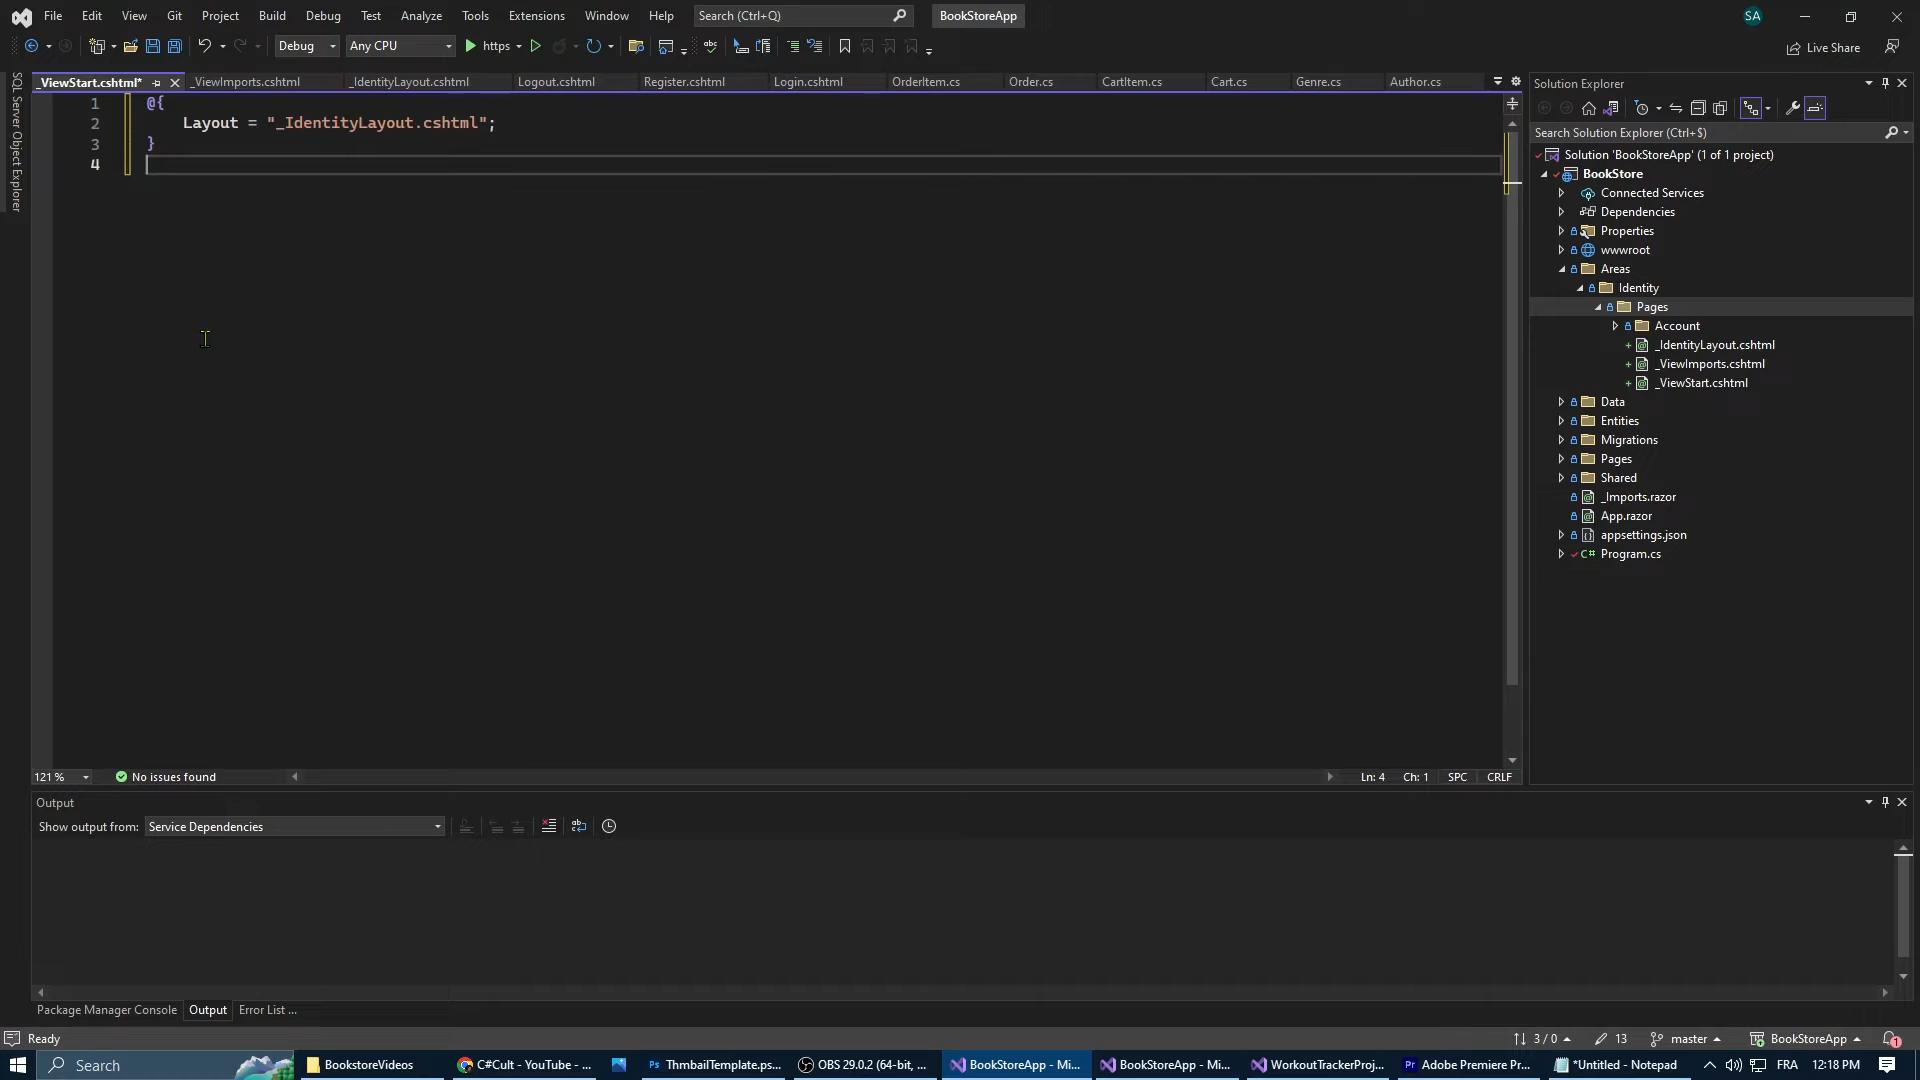 File Edit View Git Project Build Debug Test Analyze Tools Extensions Window Help Search (Ctrl+Q) BookStoreApp SA
Debug Any CPU https Live Share
_ViewStart.cshtml* _ViewImports.cshtml _IdentityLayout.cshtml Logout.cshtml Register.cshtml Login.cshtml OrderItem.cs Order.cs CartItem.cs Cart.cs Genre.cs Author.cs
SQL Server Object Explorer
1 @{
2 Layout = "_IdentityLayout.cshtml";
3 }
4
121 % No issues found Ln: 4 Ch: 1 SPC CRLF
Solution Explorer
Search Solution Explorer (Ctrl+$)
Solution 'BookStoreApp' (1 of 1 project)
BookStore
Connected Services
Dependencies
Properties
wwwroot
Areas
Identity
Pages
Account
_IdentityLayout.cshtml
_ViewImports.cshtml
_ViewStart.cshtml
Data
Entities
Migrations
Pages
Shared
_Imports.razor
App.razor
appsettings.json
C# Program.cs
Output
Show output from: Service Dependencies
Package Manager Console Output Error List ...
Ready 3 / 0 13 master BookStoreApp 1
Search BookstoreVideos C#Cult - YouTube - ... ThmbailTemplate.ps... OBS 29.0.2 (64-bit, ... BookStoreApp - Mi... BookStoreApp - Mi... WorkoutTrackerProj... Adobe Premiere Pr... *Untitled - Notepad FRA 12:18 PM